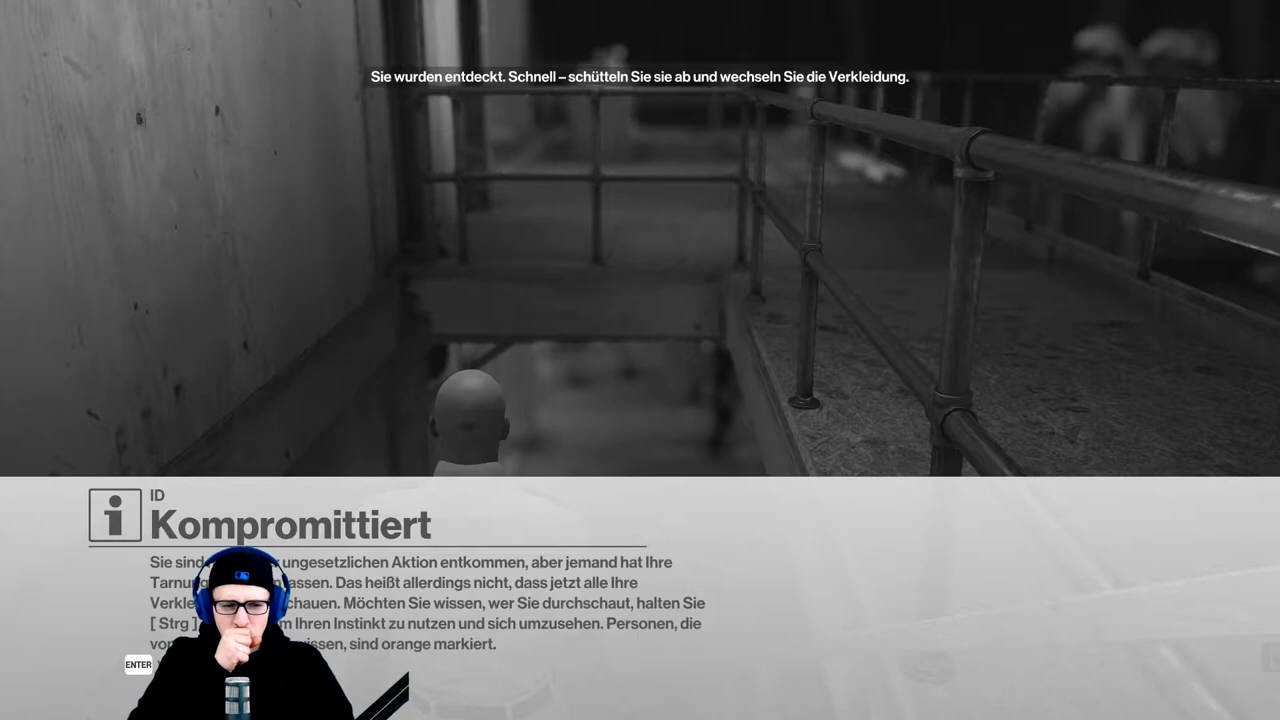 Sie wurden entdeckt. Schnell – schütteln Sie sie ab und wechseln Sie die Verkleidung.
ID
Kompromittiert
Sie sind ungesetzlichen Aktion entkommen, aber jemand hat Ihre
Tarnung assen. Das heißt allerdings nicht, dass jetzt alle Ihre
Verkle chauen. Möchten Sie wissen, wer Sie durchschaut, halten Sie
[ Strg ] m Ihren Instinkt zu nutzen und sich umzusehen. Personen, die
von issen, sind orange markiert.
ENTER